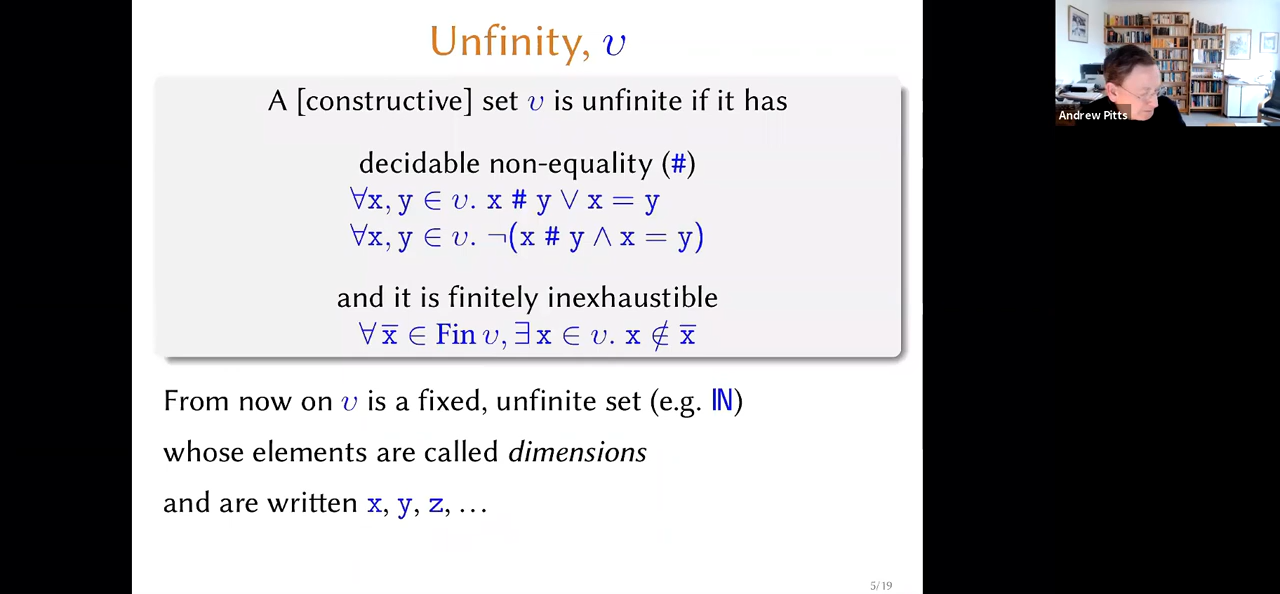 Unfinity, υ
A [constructive] set υ is unfinite if it has
decidable non-equality (#)
∀x, y ∈ υ. x # y ∨ x = y
∀x, y ∈ υ. ¬(x # y ∧ x = y)
and it is finitely inexhaustible
∀ x̅ ∈ Fin υ, ∃ x ∈ υ. x ∉ x̅
From now on υ is a fixed, unfinite set (e.g. ℕ)
whose elements are called dimensions
and are written x, y, z, …
5/19
Andrew Pitts